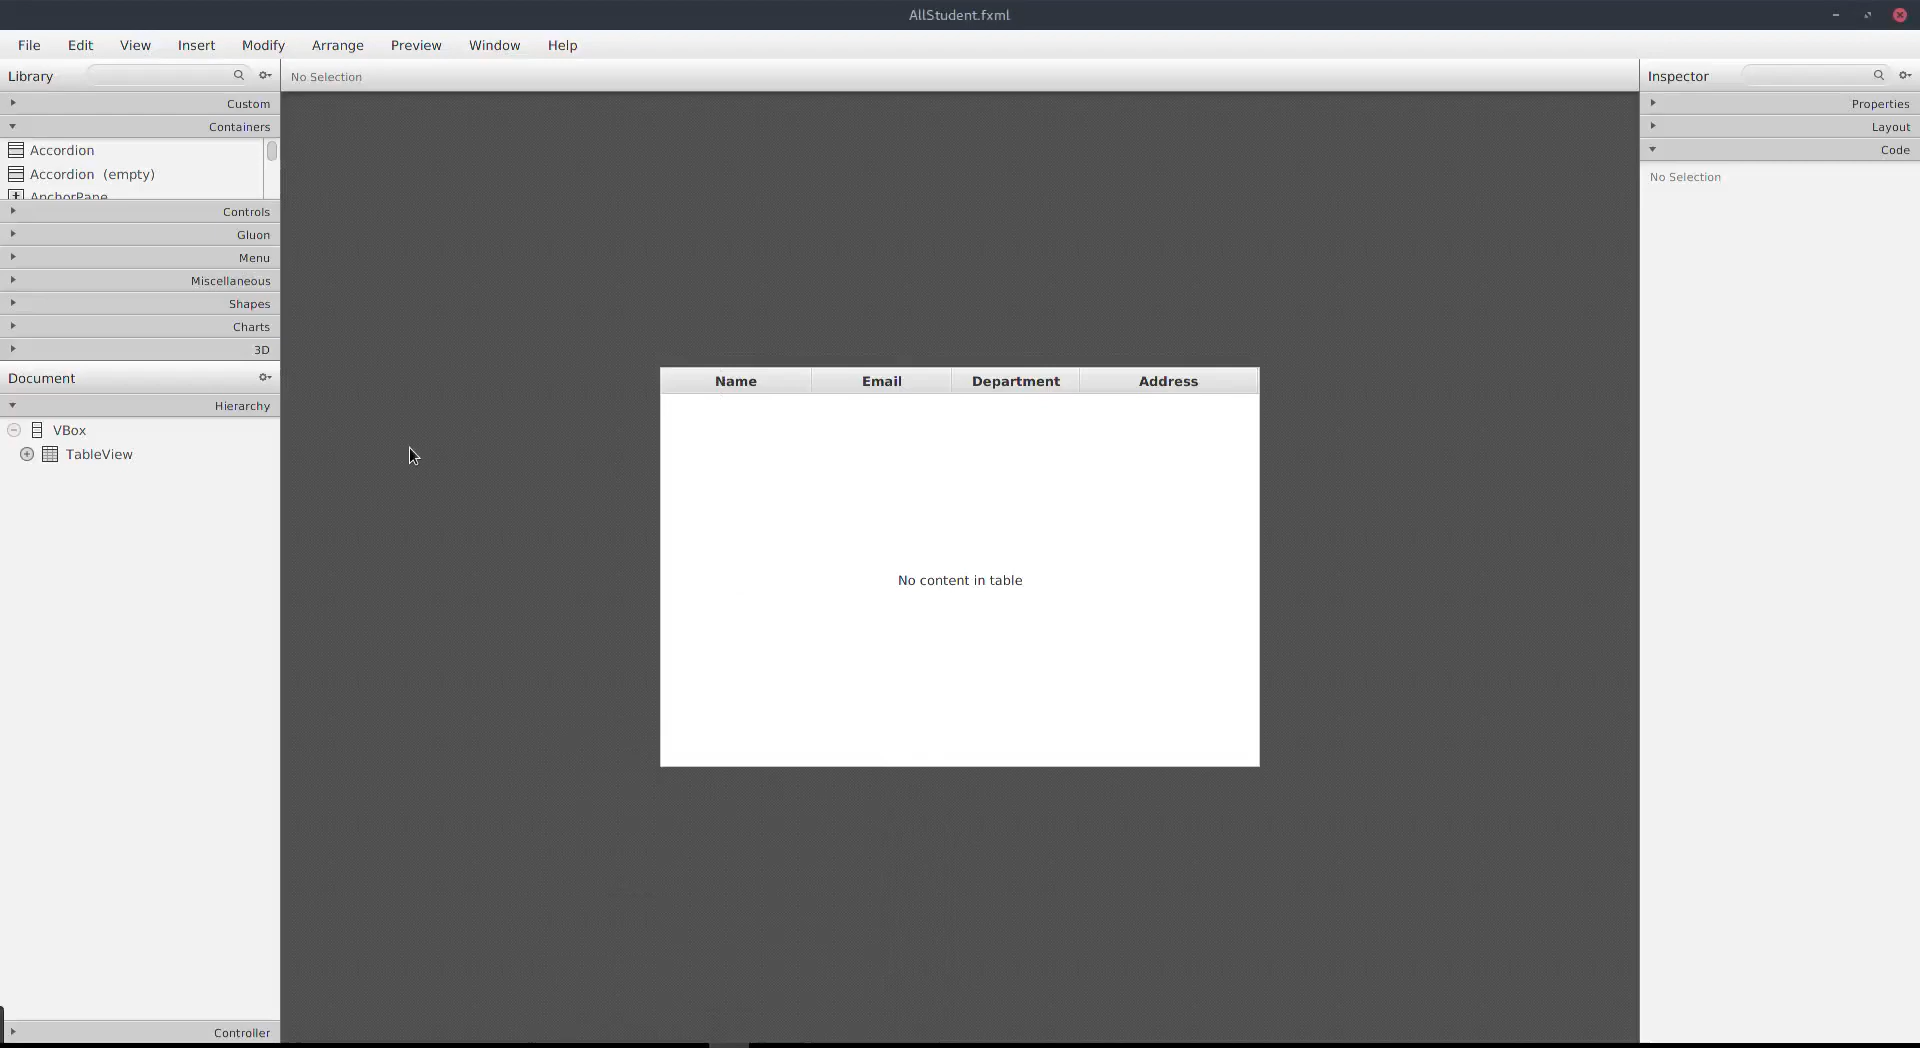 AllStudent.fxml
File Edit View Insert Modify Arrange Preview Window Help
Library
No Selection
Inspector
Custom
Containers
Accordion
Accordion (empty)
AnchorPane
Controls
Gluon
Menu
Miscellaneous
Shapes
Charts
3D
Document
Hierarchy
VBox
TableView
Controller
Name Email Department Address
No content in table
Properties
Layout
Code
No Selection